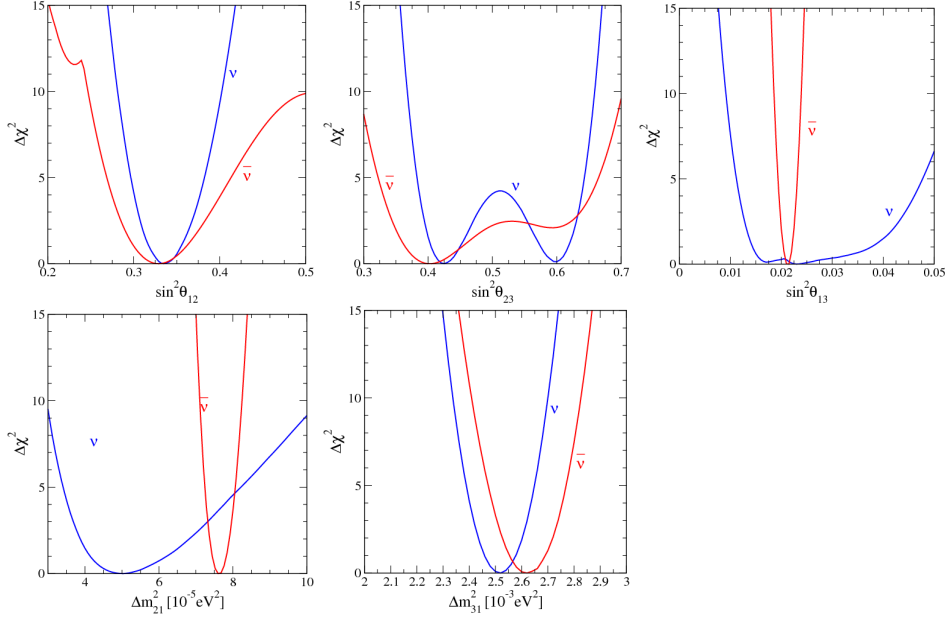 15
10
5
0
Δχ²
ν
ν̅
0.2 0.3 0.4 0.5
sin²θ₁₂
15
10
5
0
Δχ²
ν
ν̅
0.3 0.4 0.5 0.6 0.7
sin²θ₂₃
15
10
5
0
Δχ²
ν̅
ν
0 0.01 0.02 0.03 0.04 0.05
sin²θ₁₃
15
10
5
0
Δχ²
ν̅
ν
4 6 8 10
Δm²₂₁ [10⁻⁵eV²]
15
10
5
0
Δχ²
ν
ν̅
2 2.1 2.2 2.3 2.4 2.5 2.6 2.7 2.8 2.9 3
Δm²₃₁ [10⁻³eV²]